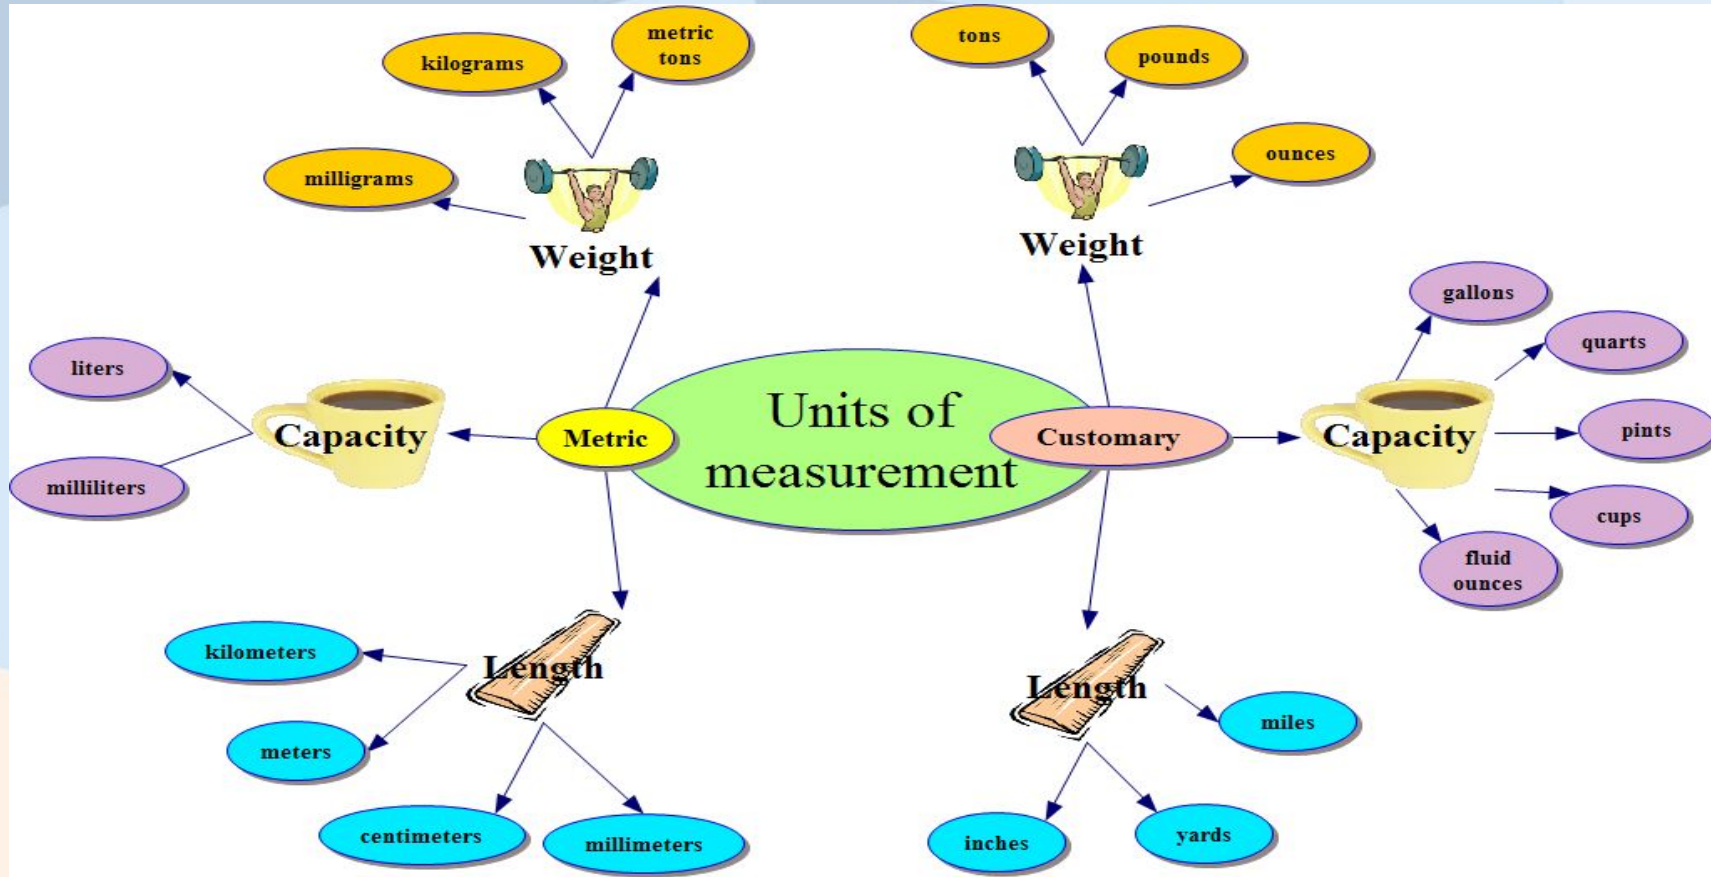 Units of
measurement
Metric
Weight
milligrams
kilograms
metric
tons
Capacity
liters
milliliters
Length
kilometers
meters
centimeters
millimeters
Customary
Weight
tons
pounds
ounces
Capacity
gallons
quarts
pints
cups
fluid
ounces
Length
miles
yards
inches